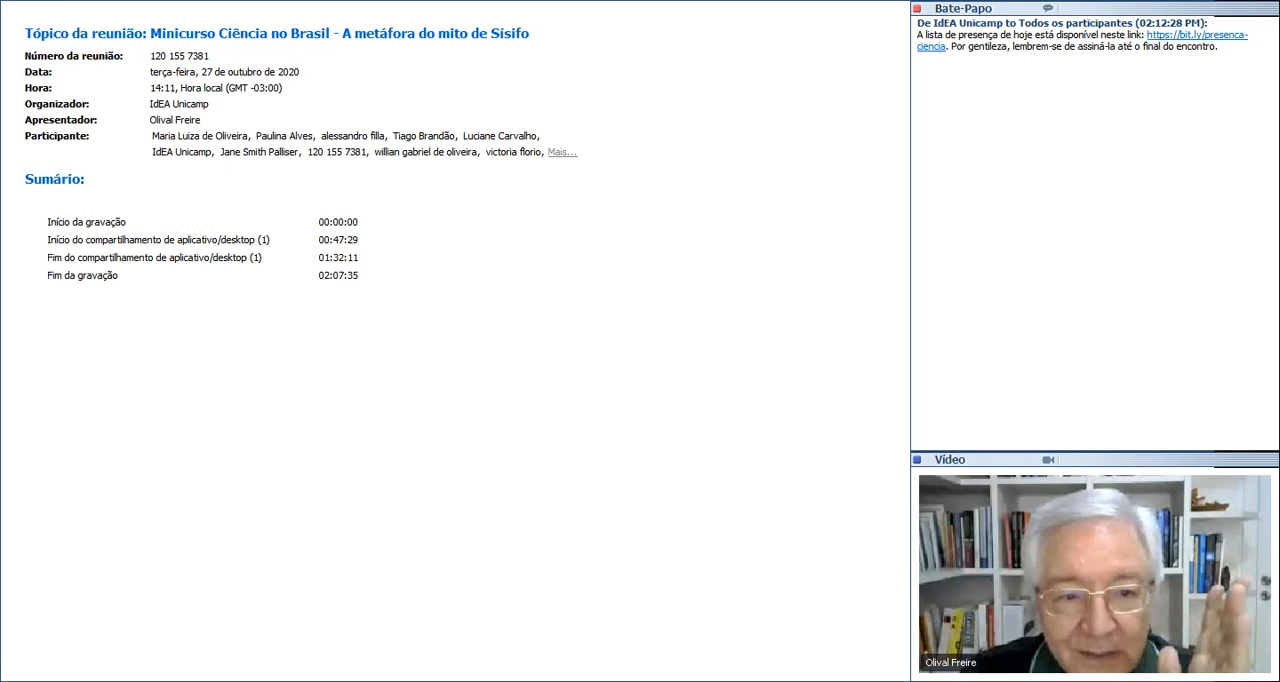 Tópico da reunião: Minicurso Ciência no Brasil - A metáfora do mito de Sísifo
Número da reunião: 120 155 7381
Data: terça-feira, 27 de outubro de 2020
Hora: 14:11, Hora local (GMT -03:00)
Organizador: IdEA Unicamp
Apresentador: Olival Freire
Participante: Maria Luiza de Oliveira, Paulina Alves, alessandro filla, Tiago Brandão, Luciane Carvalho,
IdEA Unicamp, Jane Smith Palliser, 120 155 7381, willian gabriel de oliveira, victoria florio, Mais...
Sumário:
Início da gravação 00:00:00
Início do compartilhamento de aplicativo/desktop (1) 00:47:29
Fim do compartilhamento de aplicativo/desktop (1) 01:32:11
Fim da gravação 02:07:35
Bate-Papo
De IdEA Unicamp to Todos os participantes (02:12:28 PM):
A lista de presença de hoje está disponível neste link: https://bit.ly/presenca-
ciencia. Por gentileza, lembrem-se de assiná-la até o final do encontro.
Vídeo
Olival Freire